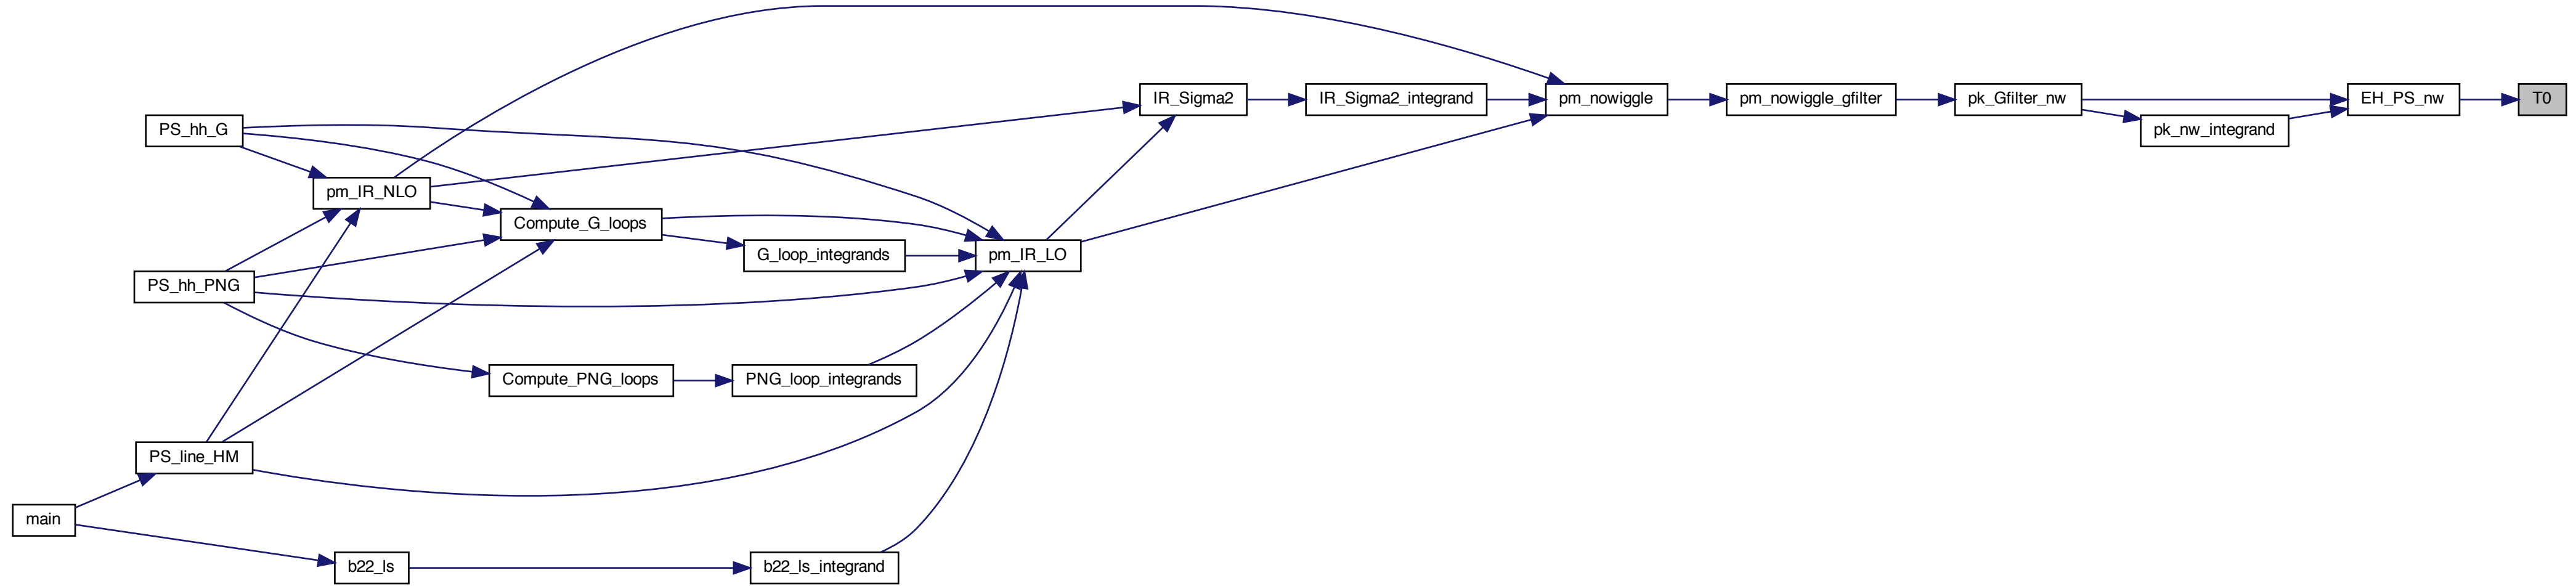 IR_Sigma2
IR_Sigma2_integrand
pm_nowiggle
pm_nowiggle_gfilter
pk_Gfilter_nw
EH_PS_nw
T0
PS_hh_G
pk_nw_integrand
pm_IR_NLO
Compute_G_loops
G_loop_integrands
pm_IR_LO
PS_hh_PNG
Compute_PNG_loops
PNG_loop_integrands
PS_line_HM
main
b22_ls
b22_ls_integrand